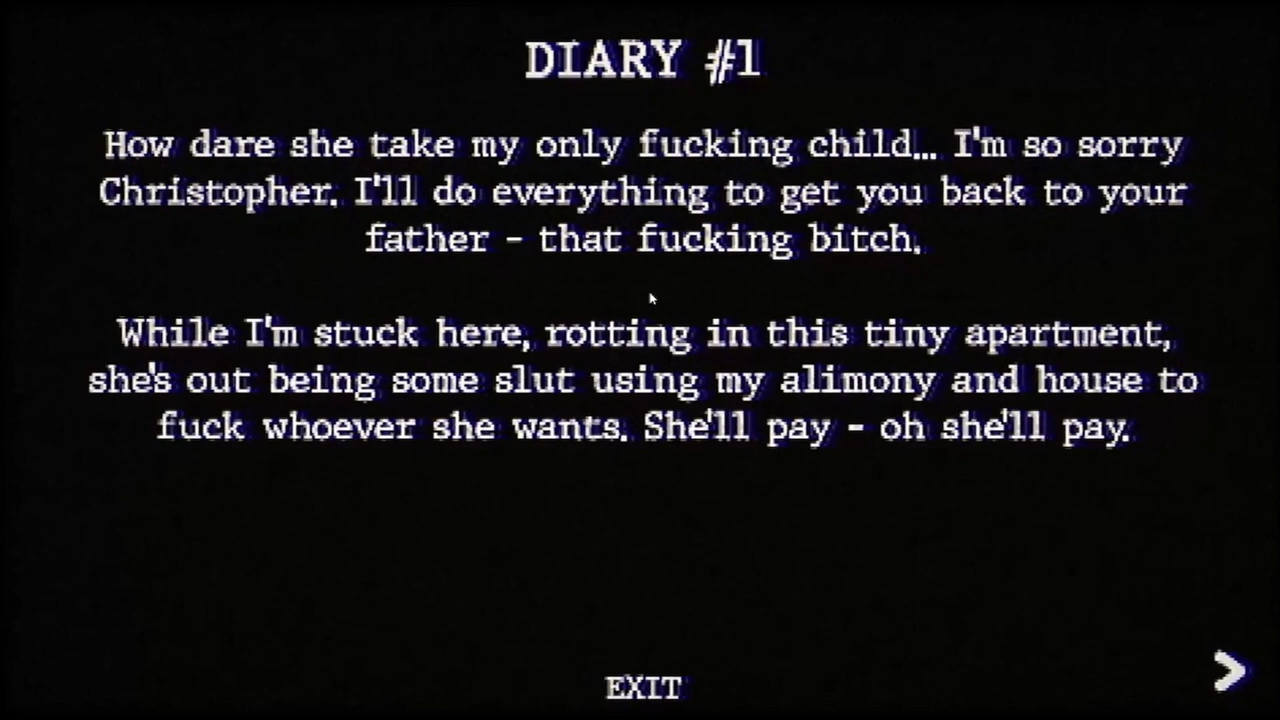 DIARY #1
How dare she take my only fucking child... I'm so sorry
Christopher. I'll do everything to get you back to your
father - that fucking bitch.
While I'm stuck here, rotting in this tiny apartment,
she's out being some slut using my alimony and house to
fuck whoever she wants. She'll pay - oh she'll pay.
EXIT
>